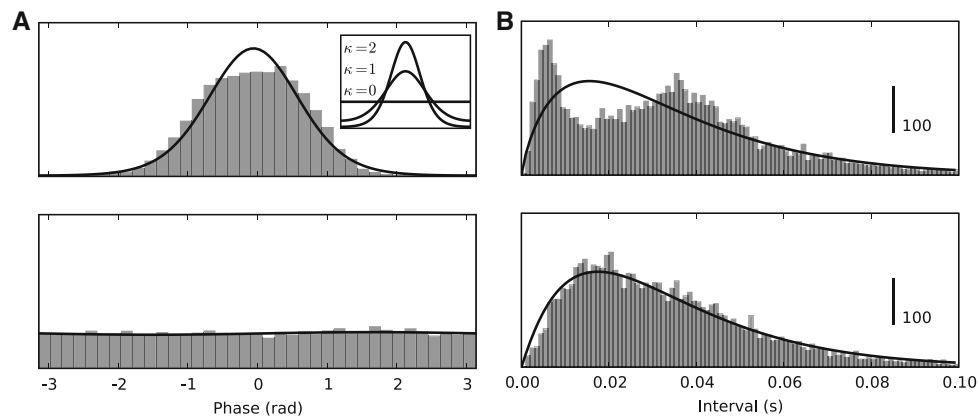 A
κ=2
κ=1
κ=0
B
100
100
-3 -2 -1 0 1 2 3
Phase (rad)
0.00 0.02 0.04 0.06 0.08 0.10
Interval (s)